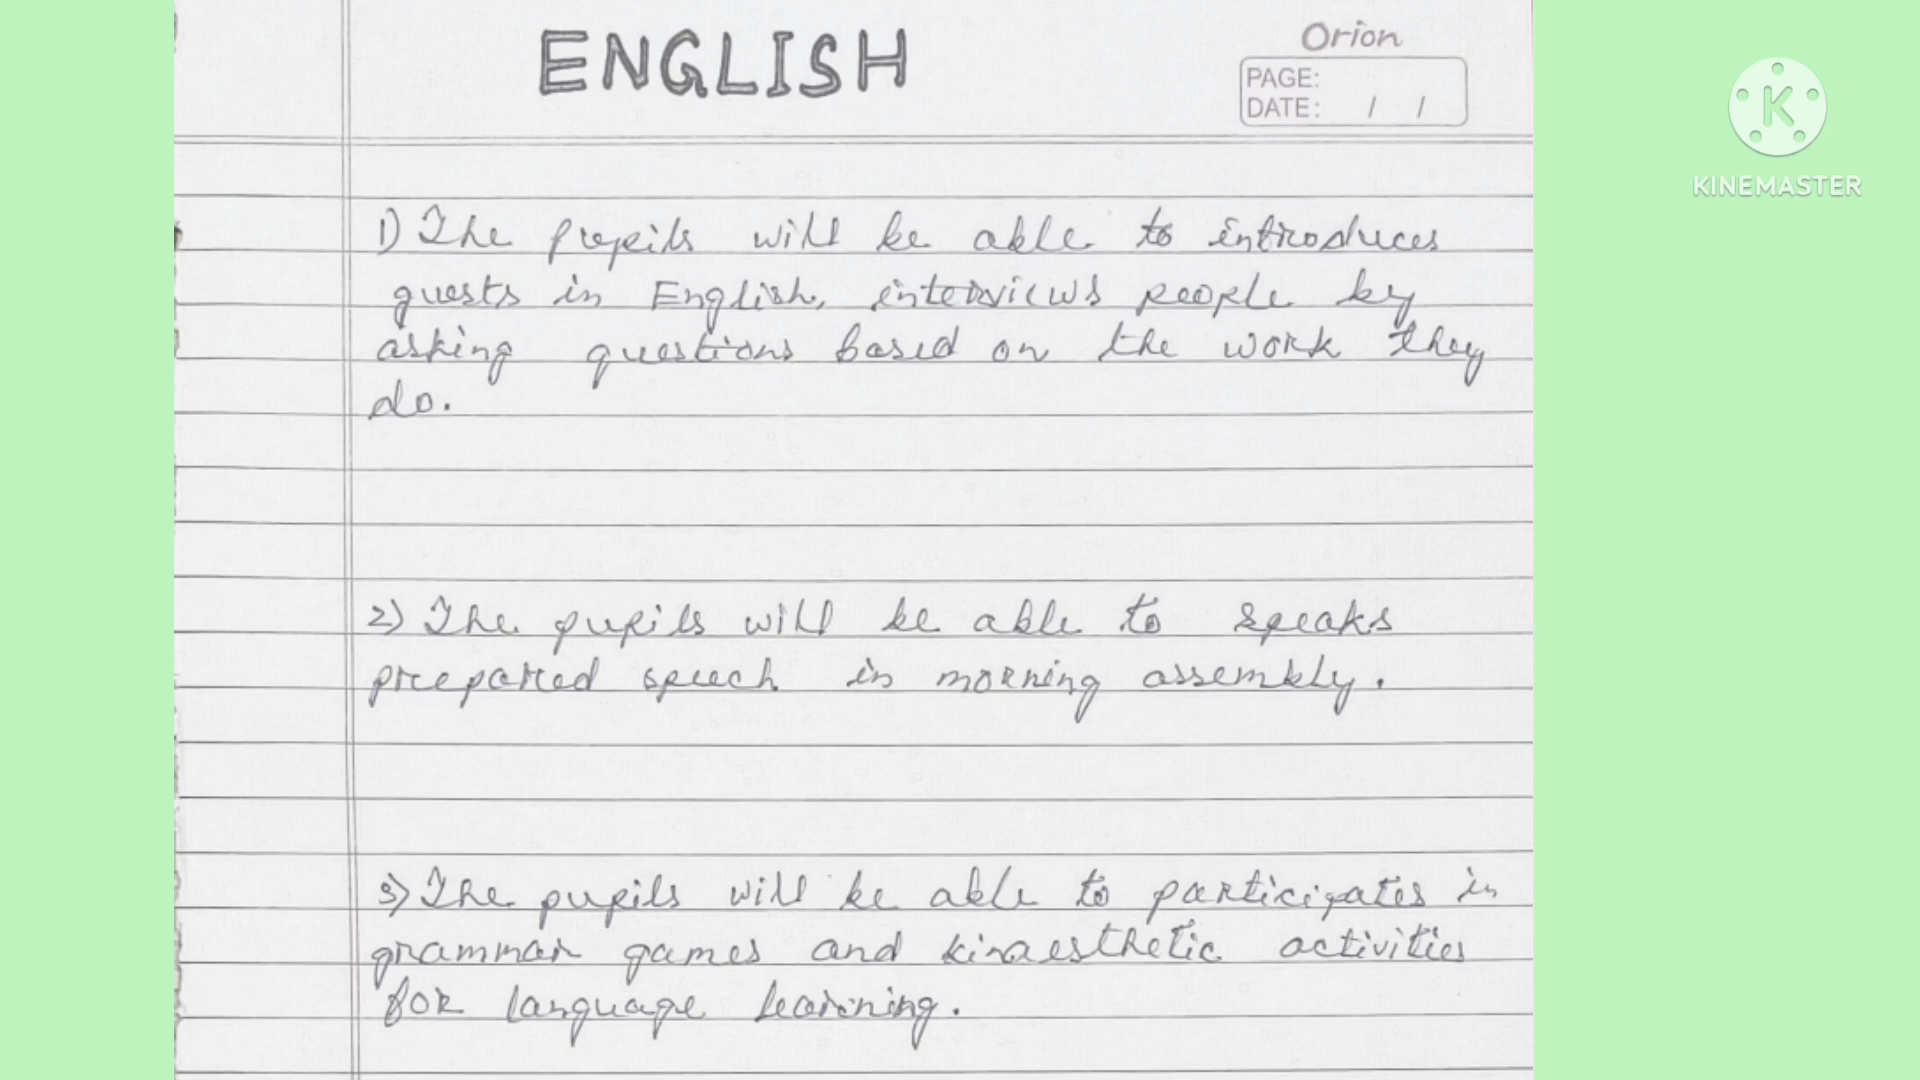 ENGLISH
Orion
PAGE:
DATE: / /
K
KINEMASTER
1) The pupils will be able to introduces
guests in English, interviews people by
asking questions based on the work they
do.
2) The pupils will be able to speaks
prepared speech in morning assembly.
3) The pupils will be able to participates in
grammar games and kinaesthetic activities
for language learning.